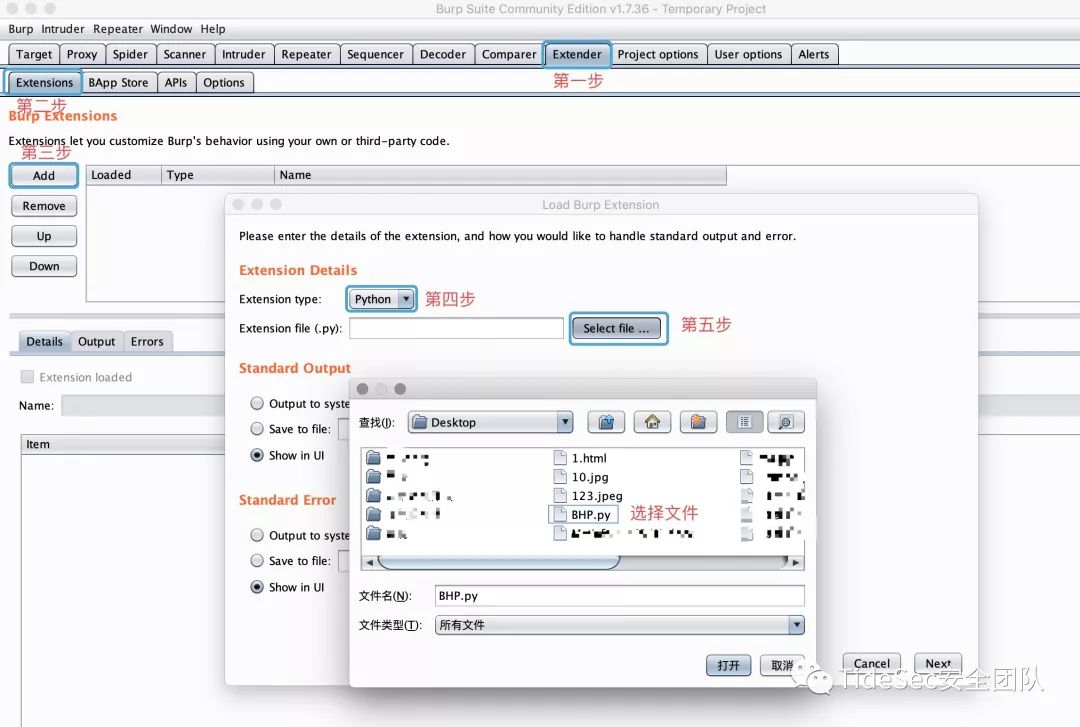 Burp Suite Community Edition v1.7.36 - Temporary Project
Burp Intruder Repeater Window Help
Target Proxy Spider Scanner Intruder Repeater Sequencer Decoder Comparer Extender Project options User options Alerts
第一步
Extensions BApp Store APIs Options
第二步
Burp Extensions
Extensions let you customize Burp's behavior using your own or third-party code.
第三步
Add Loaded Type Name
Remove
Up
Down
Load Burp Extension
Please enter the details of the extension, and how you would like to handle standard output and error.
Extension Details
Extension type: Python 第四步
Extension file (.py): Select file ... 第五步
Details Output Errors
Extension loaded
Name:
Item
Standard Output
Output to syste
Save to file:
Show in UI
Standard Error
Output to syste
Save to file:
Show in UI
查找(I): Desktop
1.html
10.jpg
123.jpeg
BHP.py 选择文件
文件名(N): BHP.py
文件类型(T): 所有文件
打开 取消
Cancel Next
TideSec安全团队